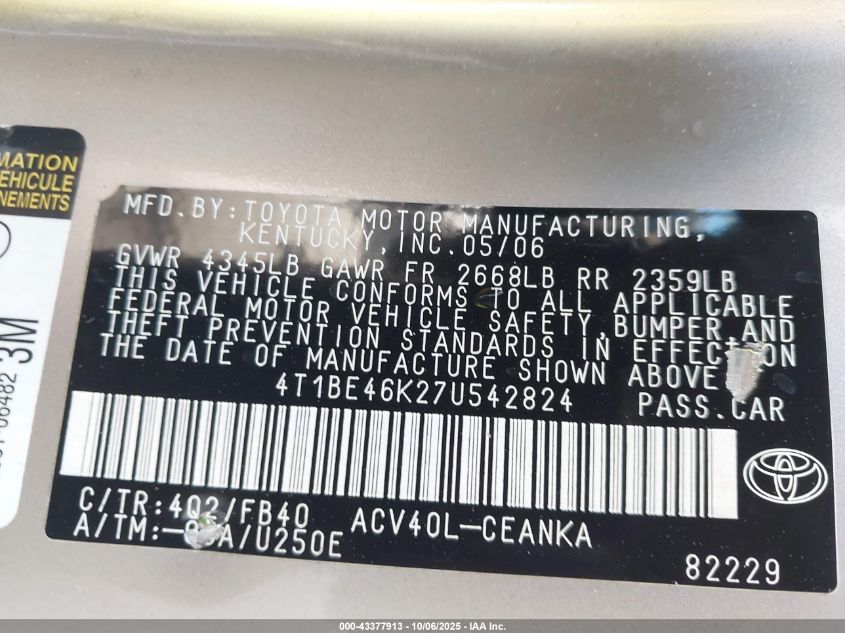 MATION
EHICULE
NEMENTS
3M
06482
MFD.BY:TOYOTA MOTOR MANUFACTURING,
KENTUCKY, INC. 05/06
GVWR 4345LB GAWR FR 2668LB RR 2359LB
THIS VEHICLE CONFORMS TO ALL APPLICABLE
FEDERAL MOTOR VEHICLE SAFETY, BUMPER AND
THEFT PREVENTION STANDARDS IN EFFECT ON
THE DATE OF MANUFACTURE SHOWN ABOVE
4T1BE46K27U542824 PASS.CAR
C/TR:4Q2/FB40 ACV40L-CEANKA
A/TM:- A/U250E
82229
000-43377913 - 10/06/2025 - IAA Inc.